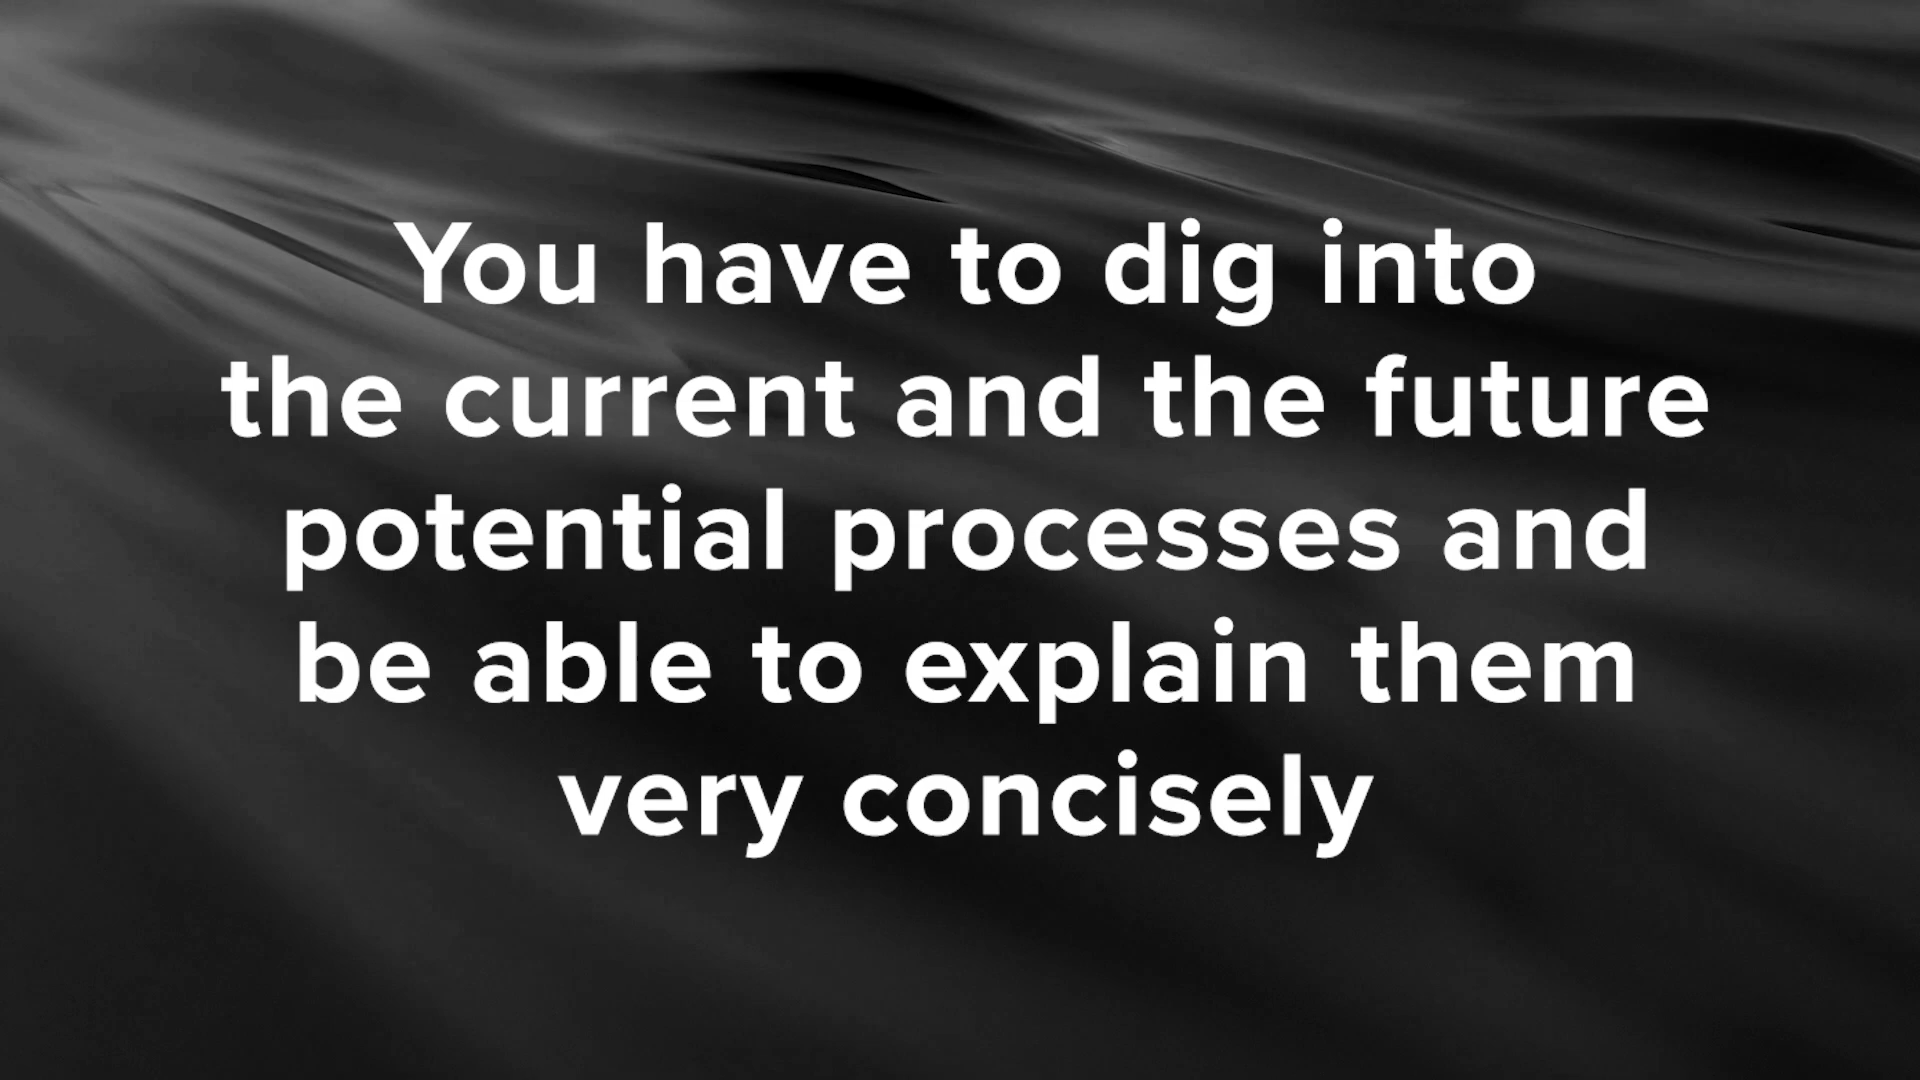 You have to dig into
the current and the future
potential processes and
be able to explain them
very concisely